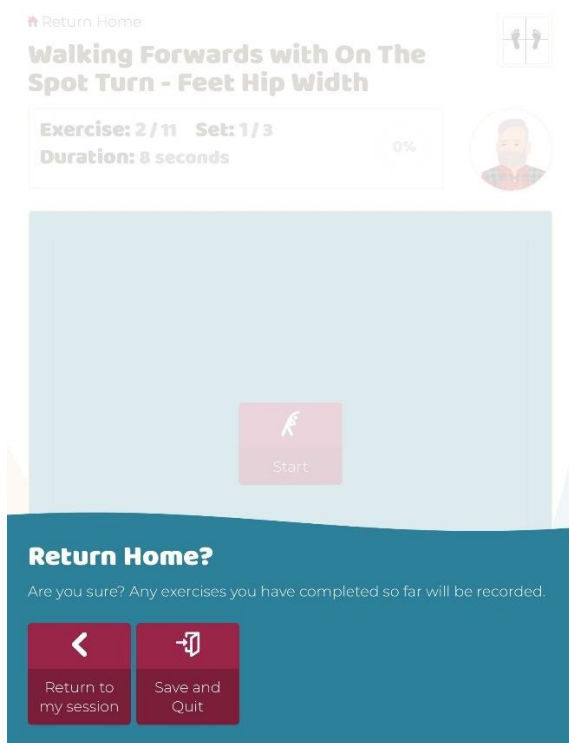 Return Home
Walking Forwards with On The
Spot Turn - Feet Hip Width
Exercise: 2 / 11 Set: 1 / 3
Duration: 8 seconds
0%
Start
Return Home?
Are you sure? Any exercises you have completed so far will be recorded.
Return to
my session
Save and
Quit